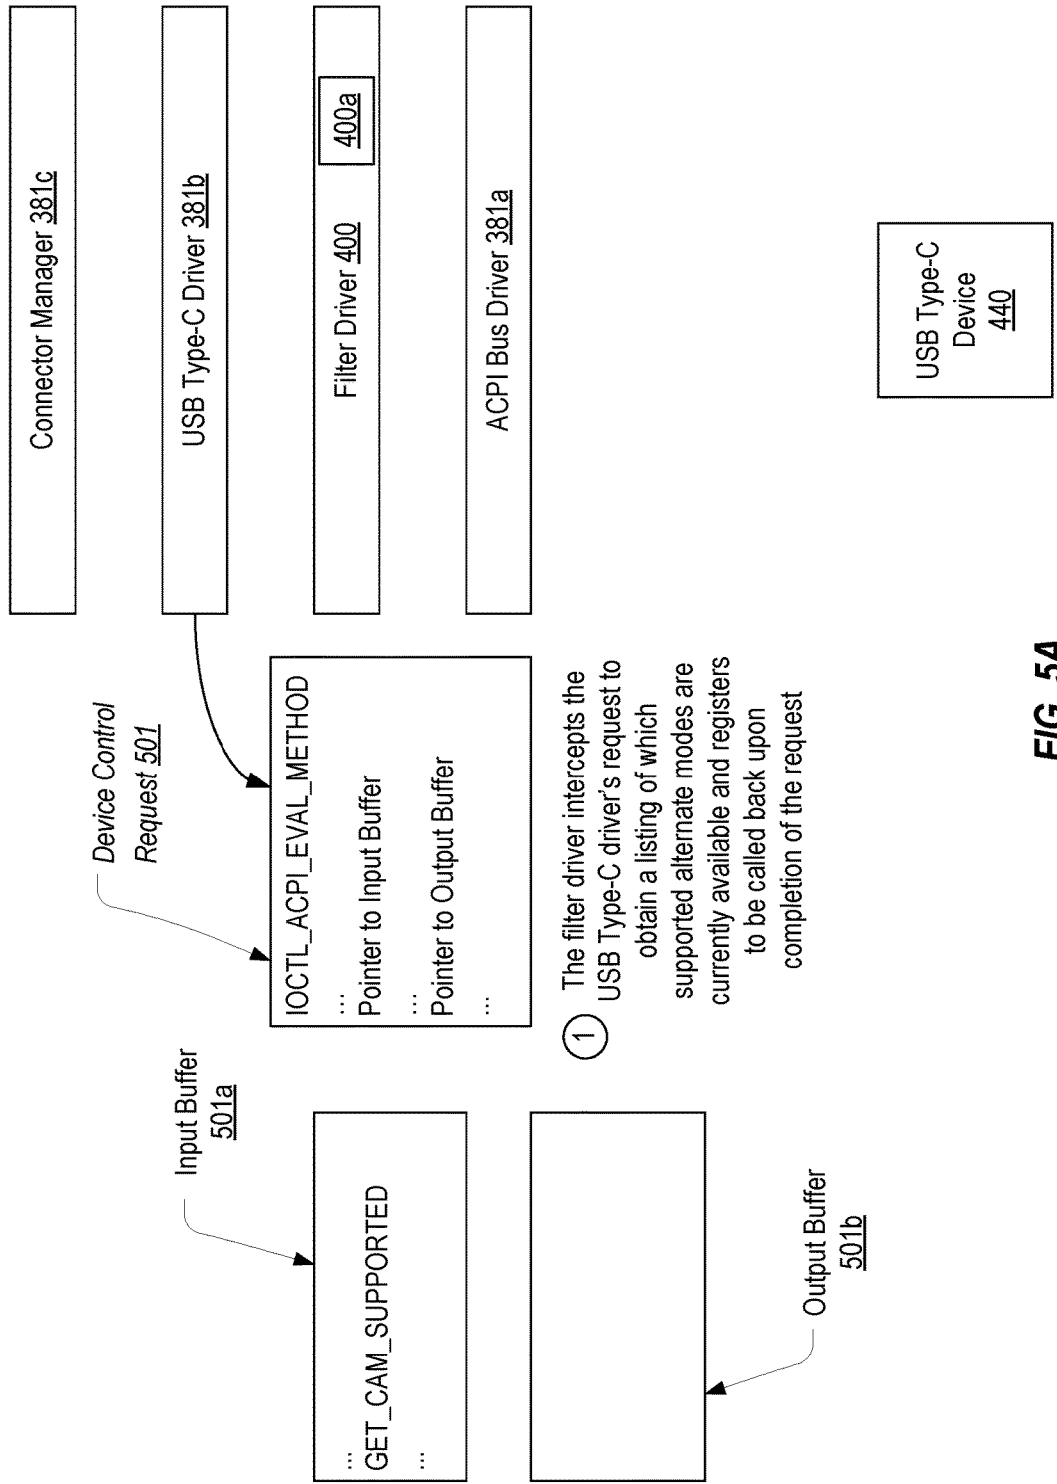 Connector Manager 381c
USB Type-C Driver 381b
Filter Driver 400
400a
ACPI Bus Driver 381a
USB Type-C
Device
440
Device Control
Request 501
IOCTL_ACPI_EVAL_METHOD
...
Pointer to Input Buffer
...
Pointer to Output Buffer
...
1
The filter driver intercepts the
USB Type-C driver's request to
obtain a listing of which
supported alternate modes are
currently available and registers
to be called back upon
completion of the request
Input Buffer
501a
...
GET_CAM_SUPPORTED
...
Output Buffer
501b
FIG. 5A